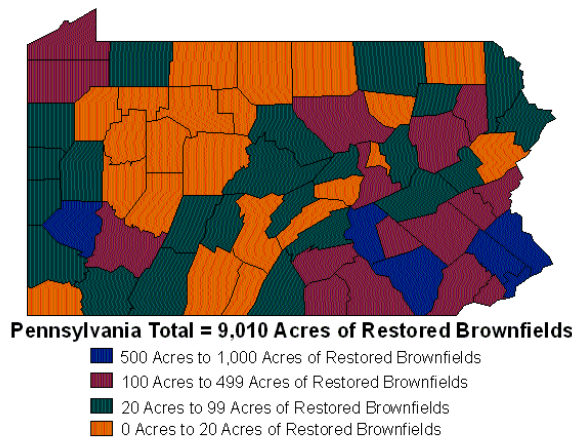 Pennsylvania Total = 9,010 Acres of Restored Brownfields
500 Acres to 1,000 Acres of Restored Brownfields
100 Acres to 499 Acres of Restored Brownfields
20 Acres to 99 Acres of Restored Brownfields
0 Acres to 20 Acres of Restored Brownfields